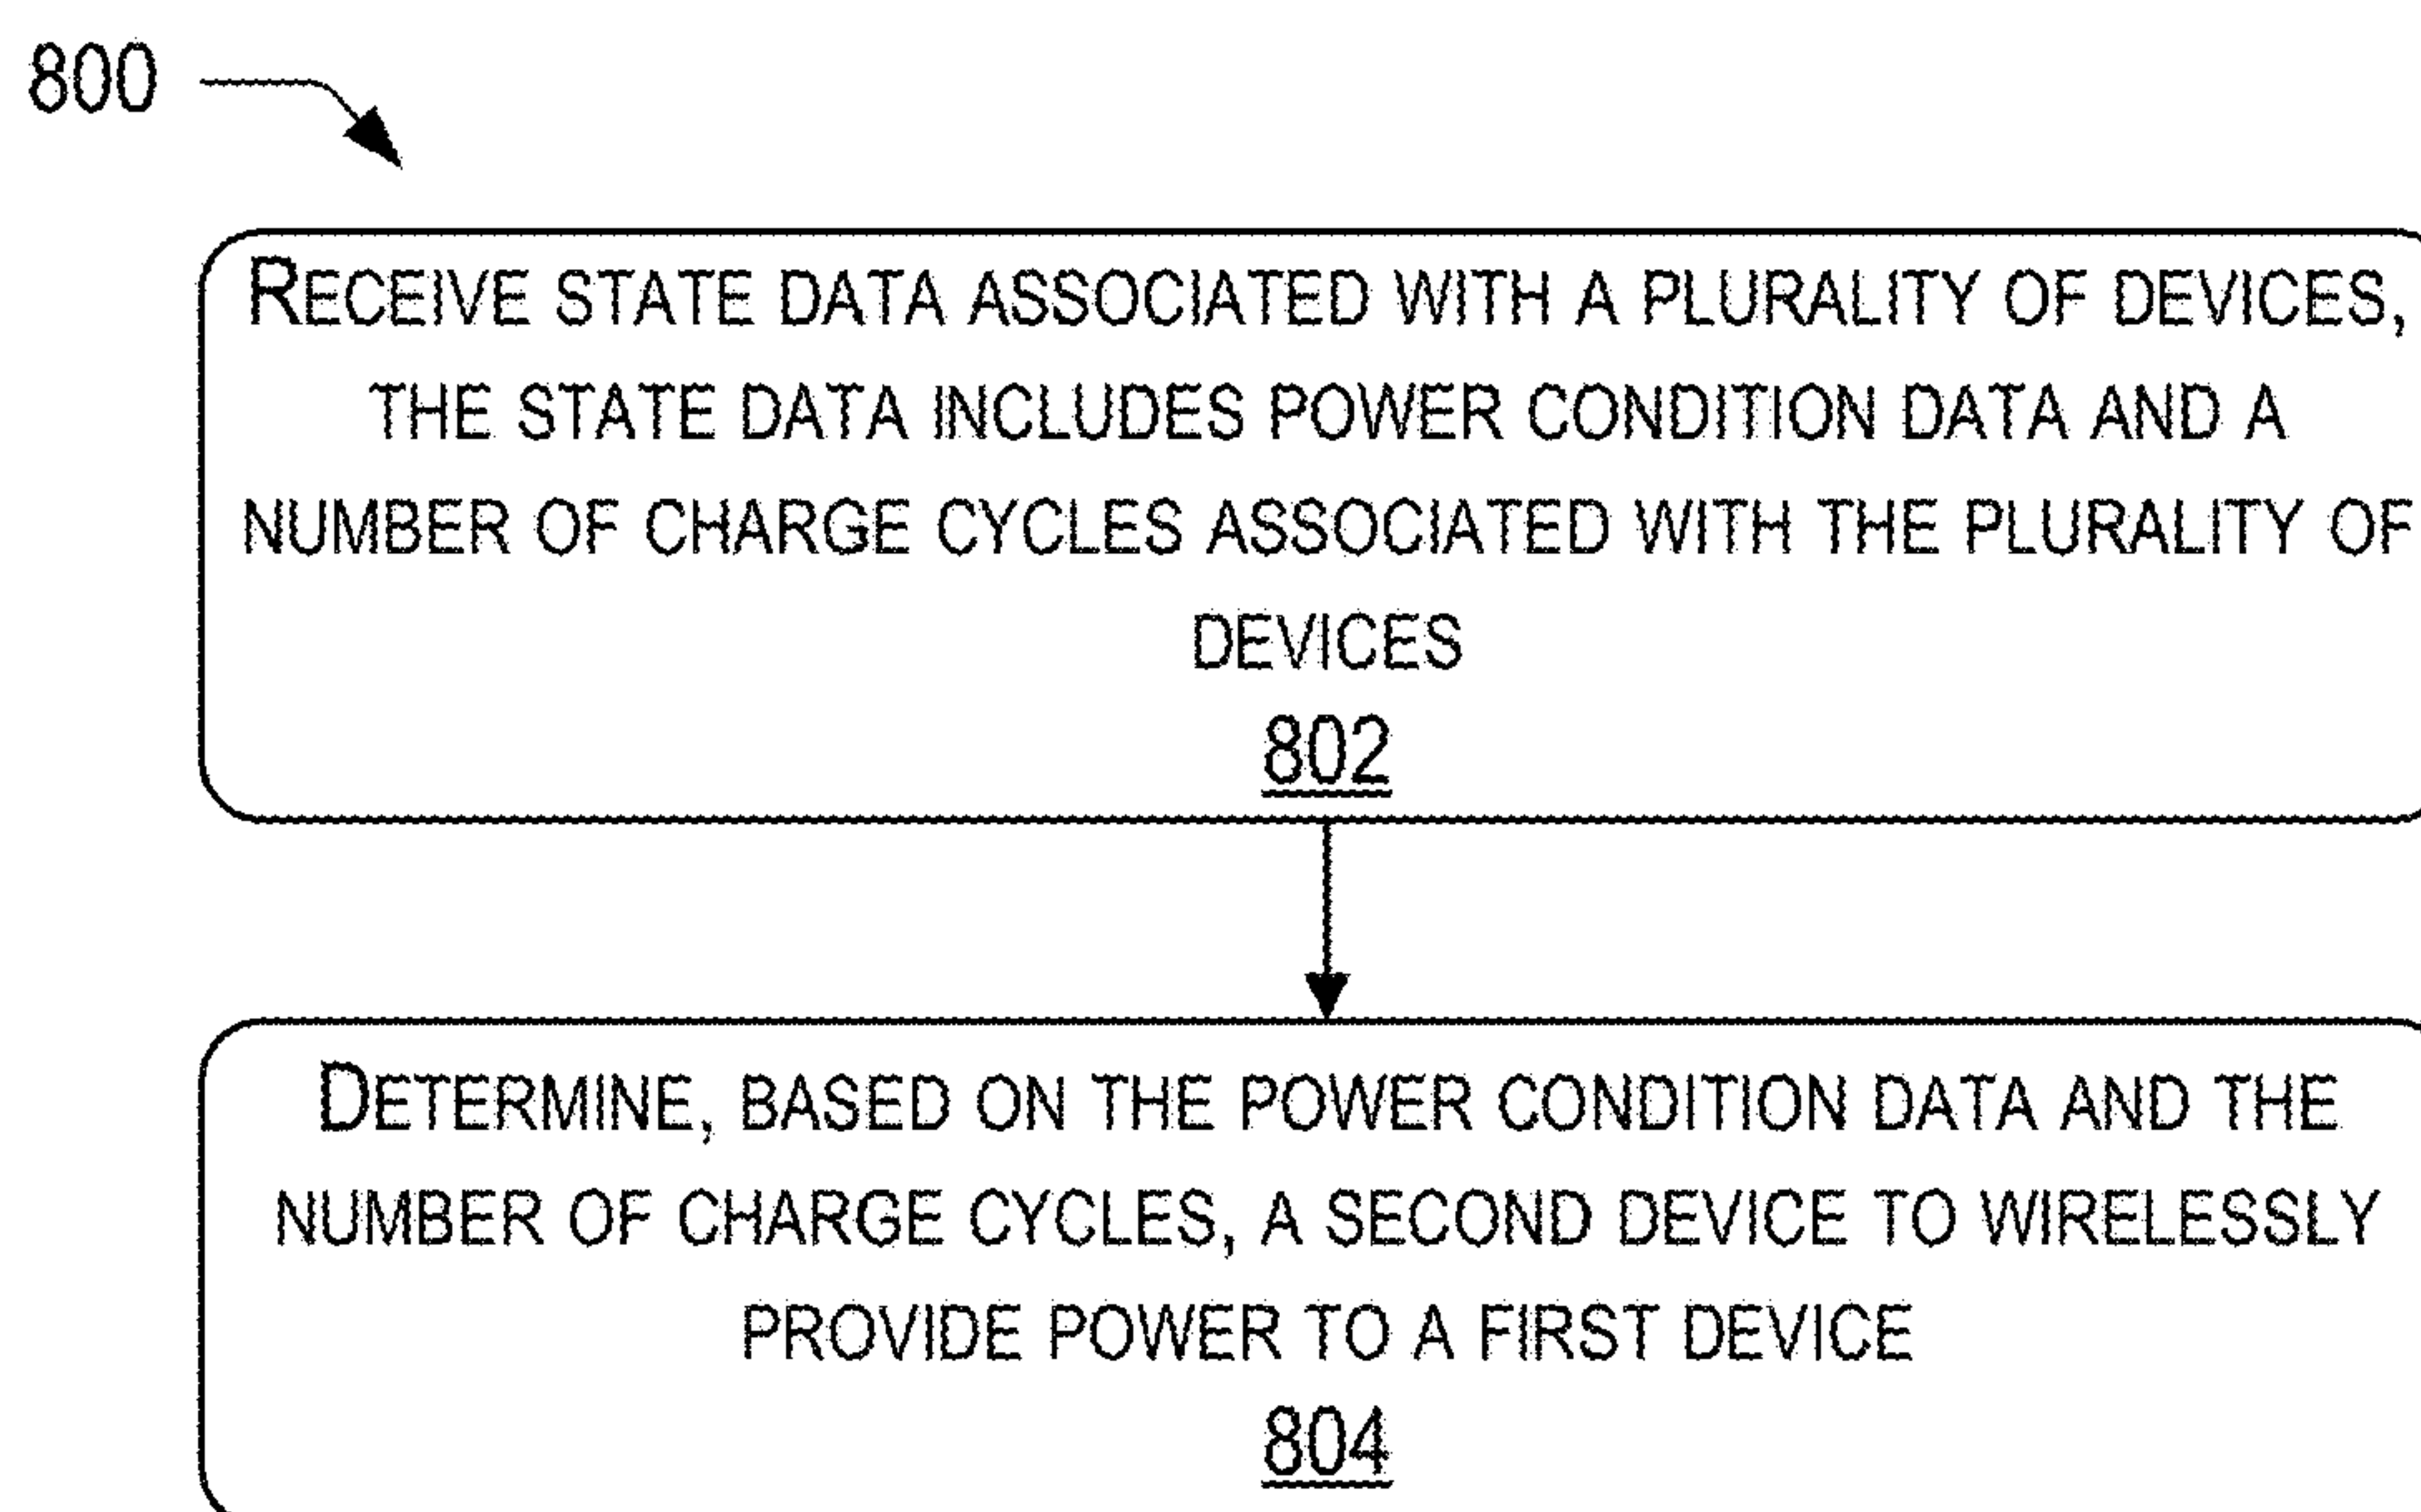 800
RECEIVE STATE DATA ASSOCIATED WITH A PLURALITY OF DEVICES,
THE STATE DATA INCLUDES POWER CONDITION DATA AND A
NUMBER OF CHARGE CYCLES ASSOCIATED WITH THE PLURALITY OF
DEVICES
802
DETERMINE, BASED ON THE POWER CONDITION DATA AND THE
NUMBER OF CHARGE CYCLES, A SECOND DEVICE TO WIRELESSLY
PROVIDE POWER TO A FIRST DEVICE
804